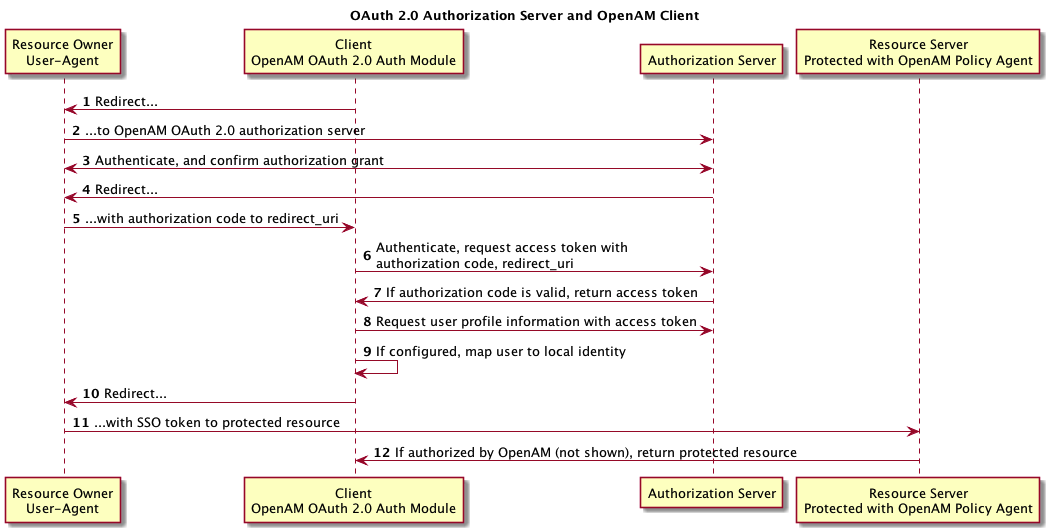 OAuth 2.0 Authorization Server and OpenAM Client
Resource Owner
User-Agent
Client
OpenAM OAuth 2.0 Auth Module
Authorization Server
Resource Server
Protected with OpenAM Policy Agent
1 Redirect...
2 ...to OpenAM OAuth 2.0 authorization server
3 Authenticate, and confirm authorization grant
4 Redirect...
5 ...with authorization code to redirect_uri
6 Authenticate, request access token with
authorization code, redirect_uri
7 If authorization code is valid, return access token
8 Request user profile information with access token
9 If configured, map user to local identity
10 Redirect...
11 ...with SSO token to protected resource
12 If authorized by OpenAM (not shown), return protected resource
Resource Owner
User-Agent
Client
OpenAM OAuth 2.0 Auth Module
Authorization Server
Resource Server
Protected with OpenAM Policy Agent